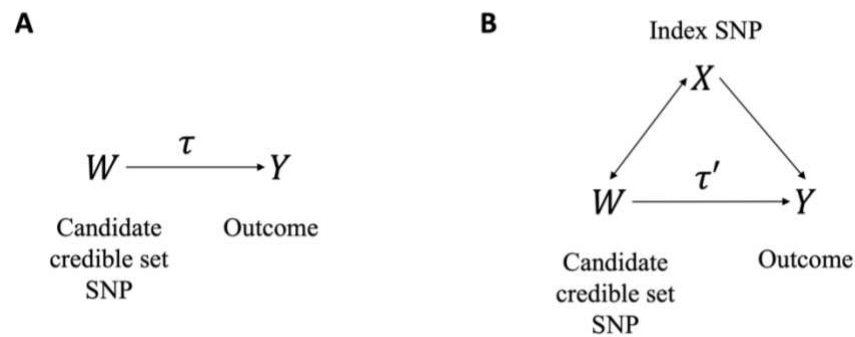 A
τ
W Y
Candidate
credible set
SNP
Outcome
B
Index SNP
X
τ′
W Y
Candidate
credible set
SNP
Outcome